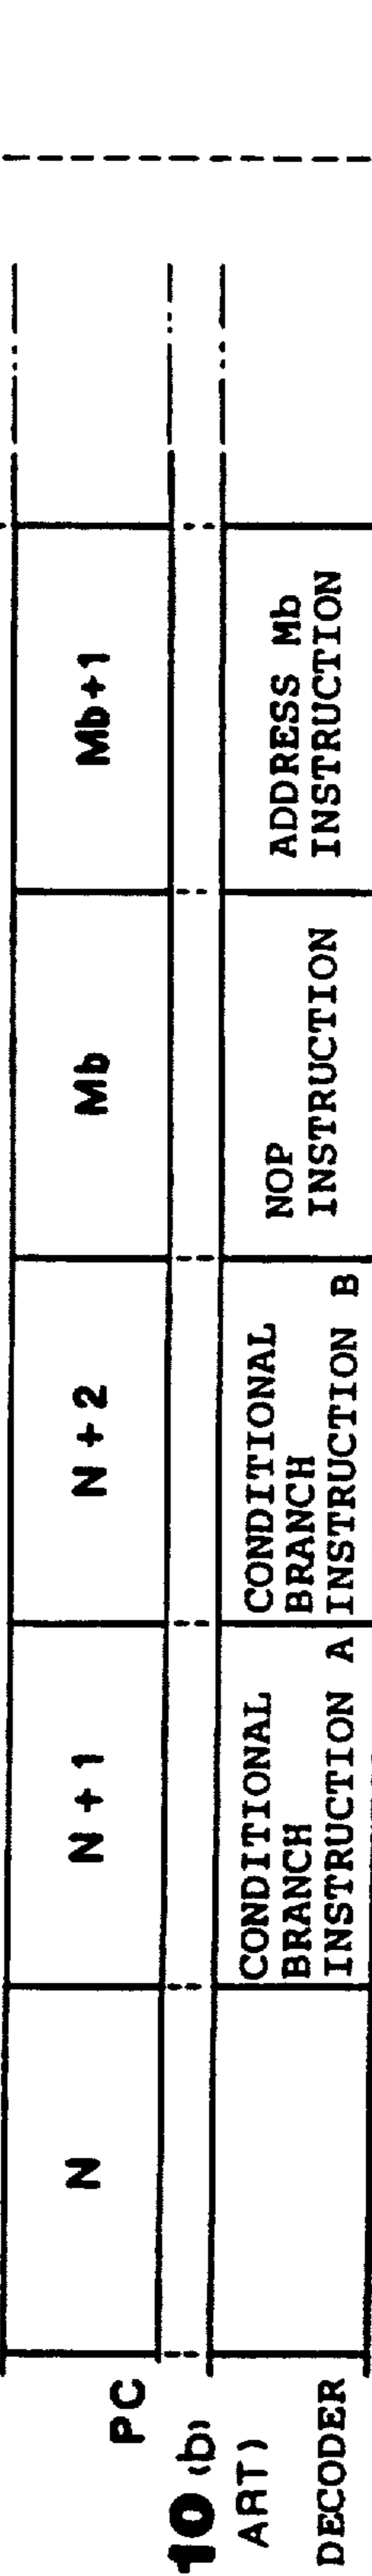 PC
N
N+1
N+2
Mb
Mb+1
10 (b)
ART)
DECODER
CONDITIONAL
BRANCH
INSTRUCTION A
CONDITIONAL
BRANCH
INSTRUCTION B
NOP
INSTRUCTION
ADDRESS Mb
INSTRUCTION